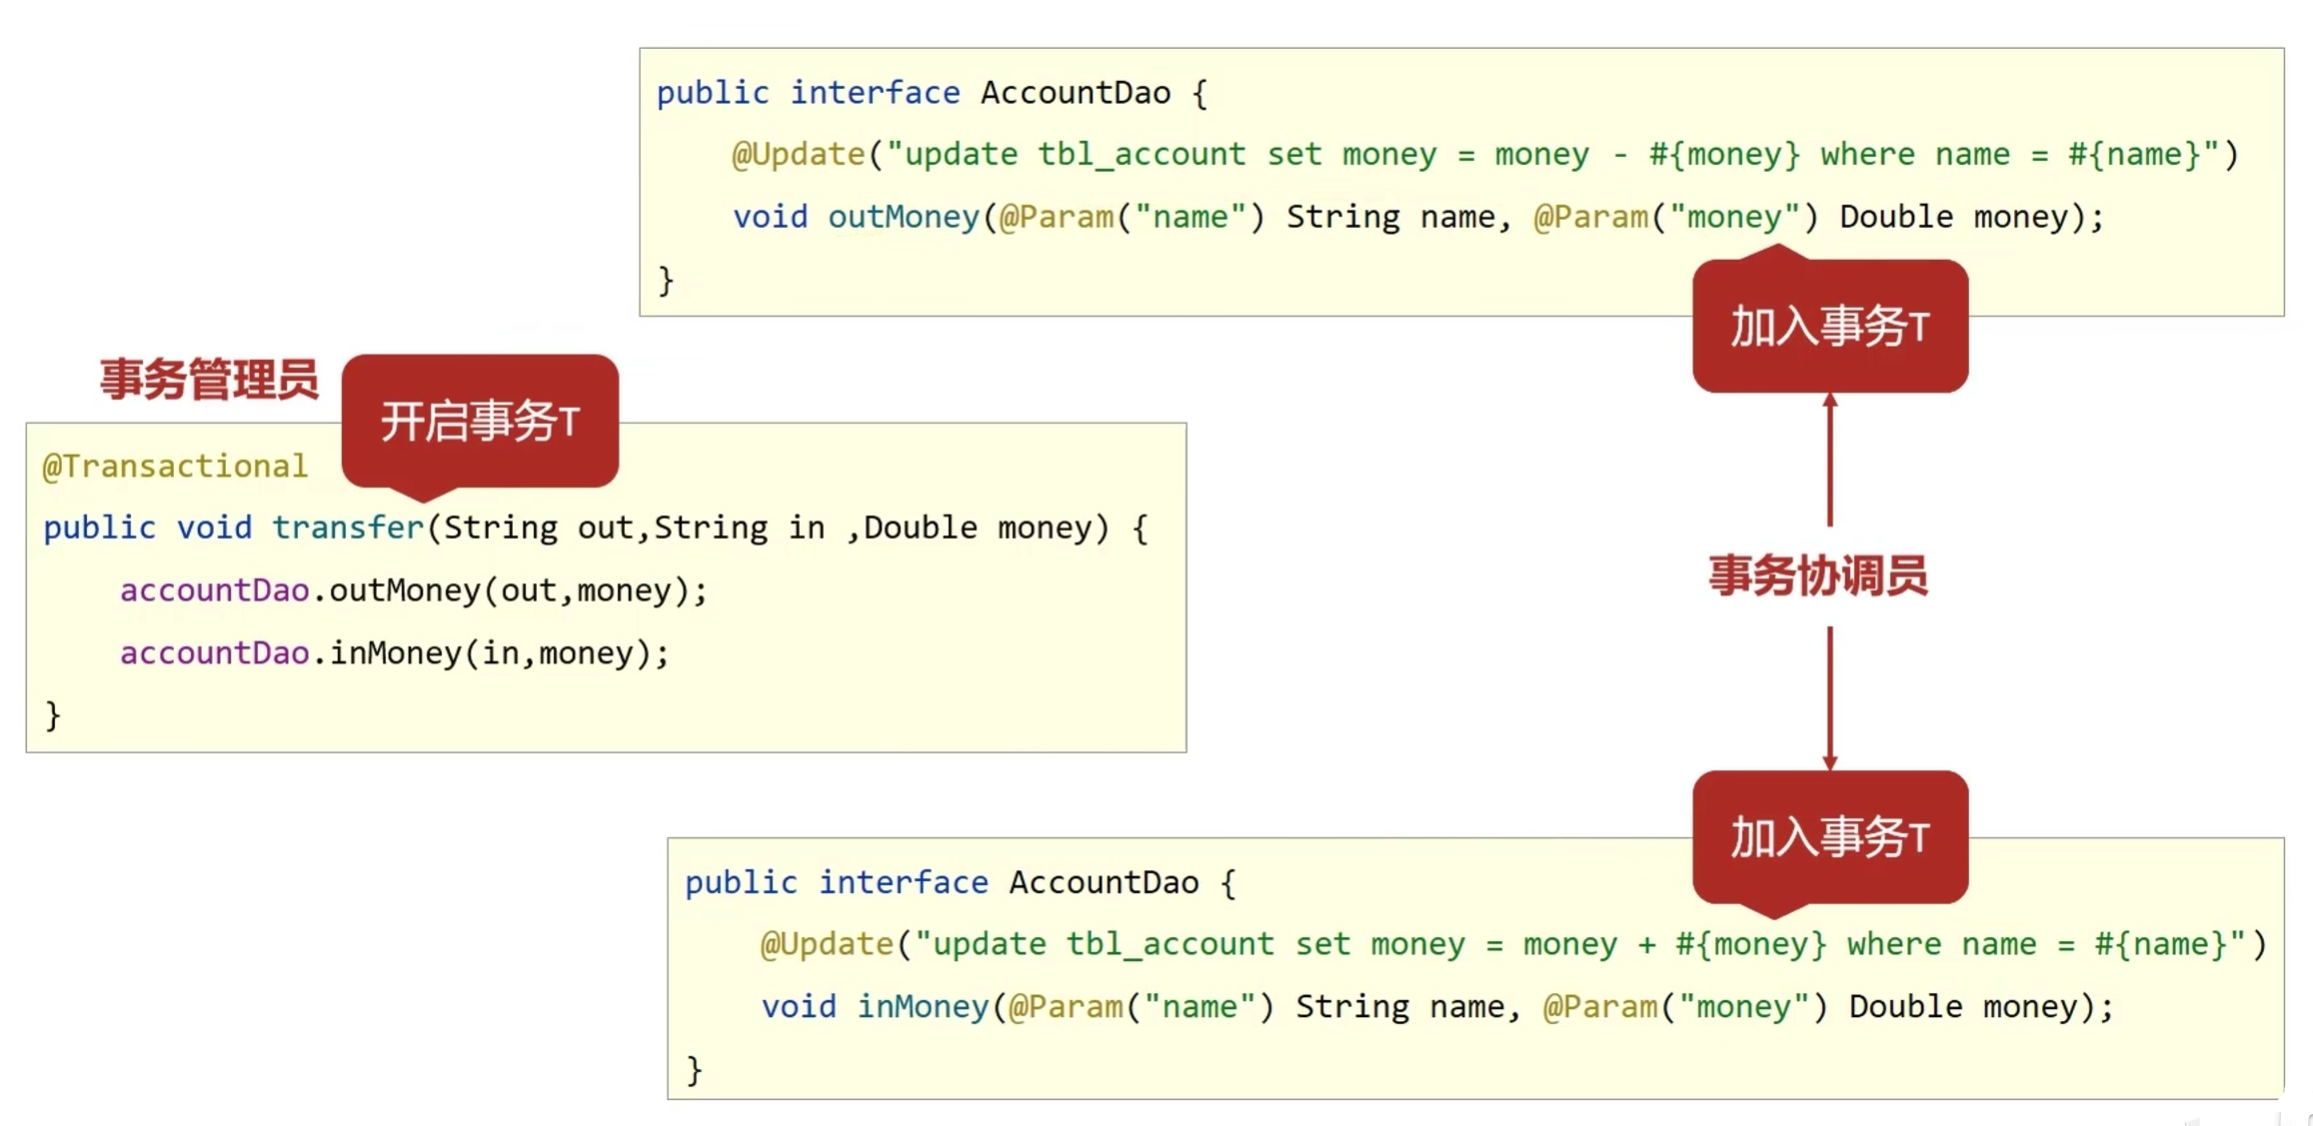 public interface AccountDao {
@Update("update tbl_account set money = money - #{money} where name = #{name}")
void outMoney(@Param("name") String name, @Param("money") Double money);
}
加入事务T
事务管理员
开启事务T
@Transactional
public void transfer(String out,String in ,Double money) {
accountDao.outMoney(out,money);
accountDao.inMoney(in,money);
}
事务协调员
加入事务T
public interface AccountDao {
@Update("update tbl_account set money = money + #{money} where name = #{name}")
void inMoney(@Param("name") String name, @Param("money") Double money);
}